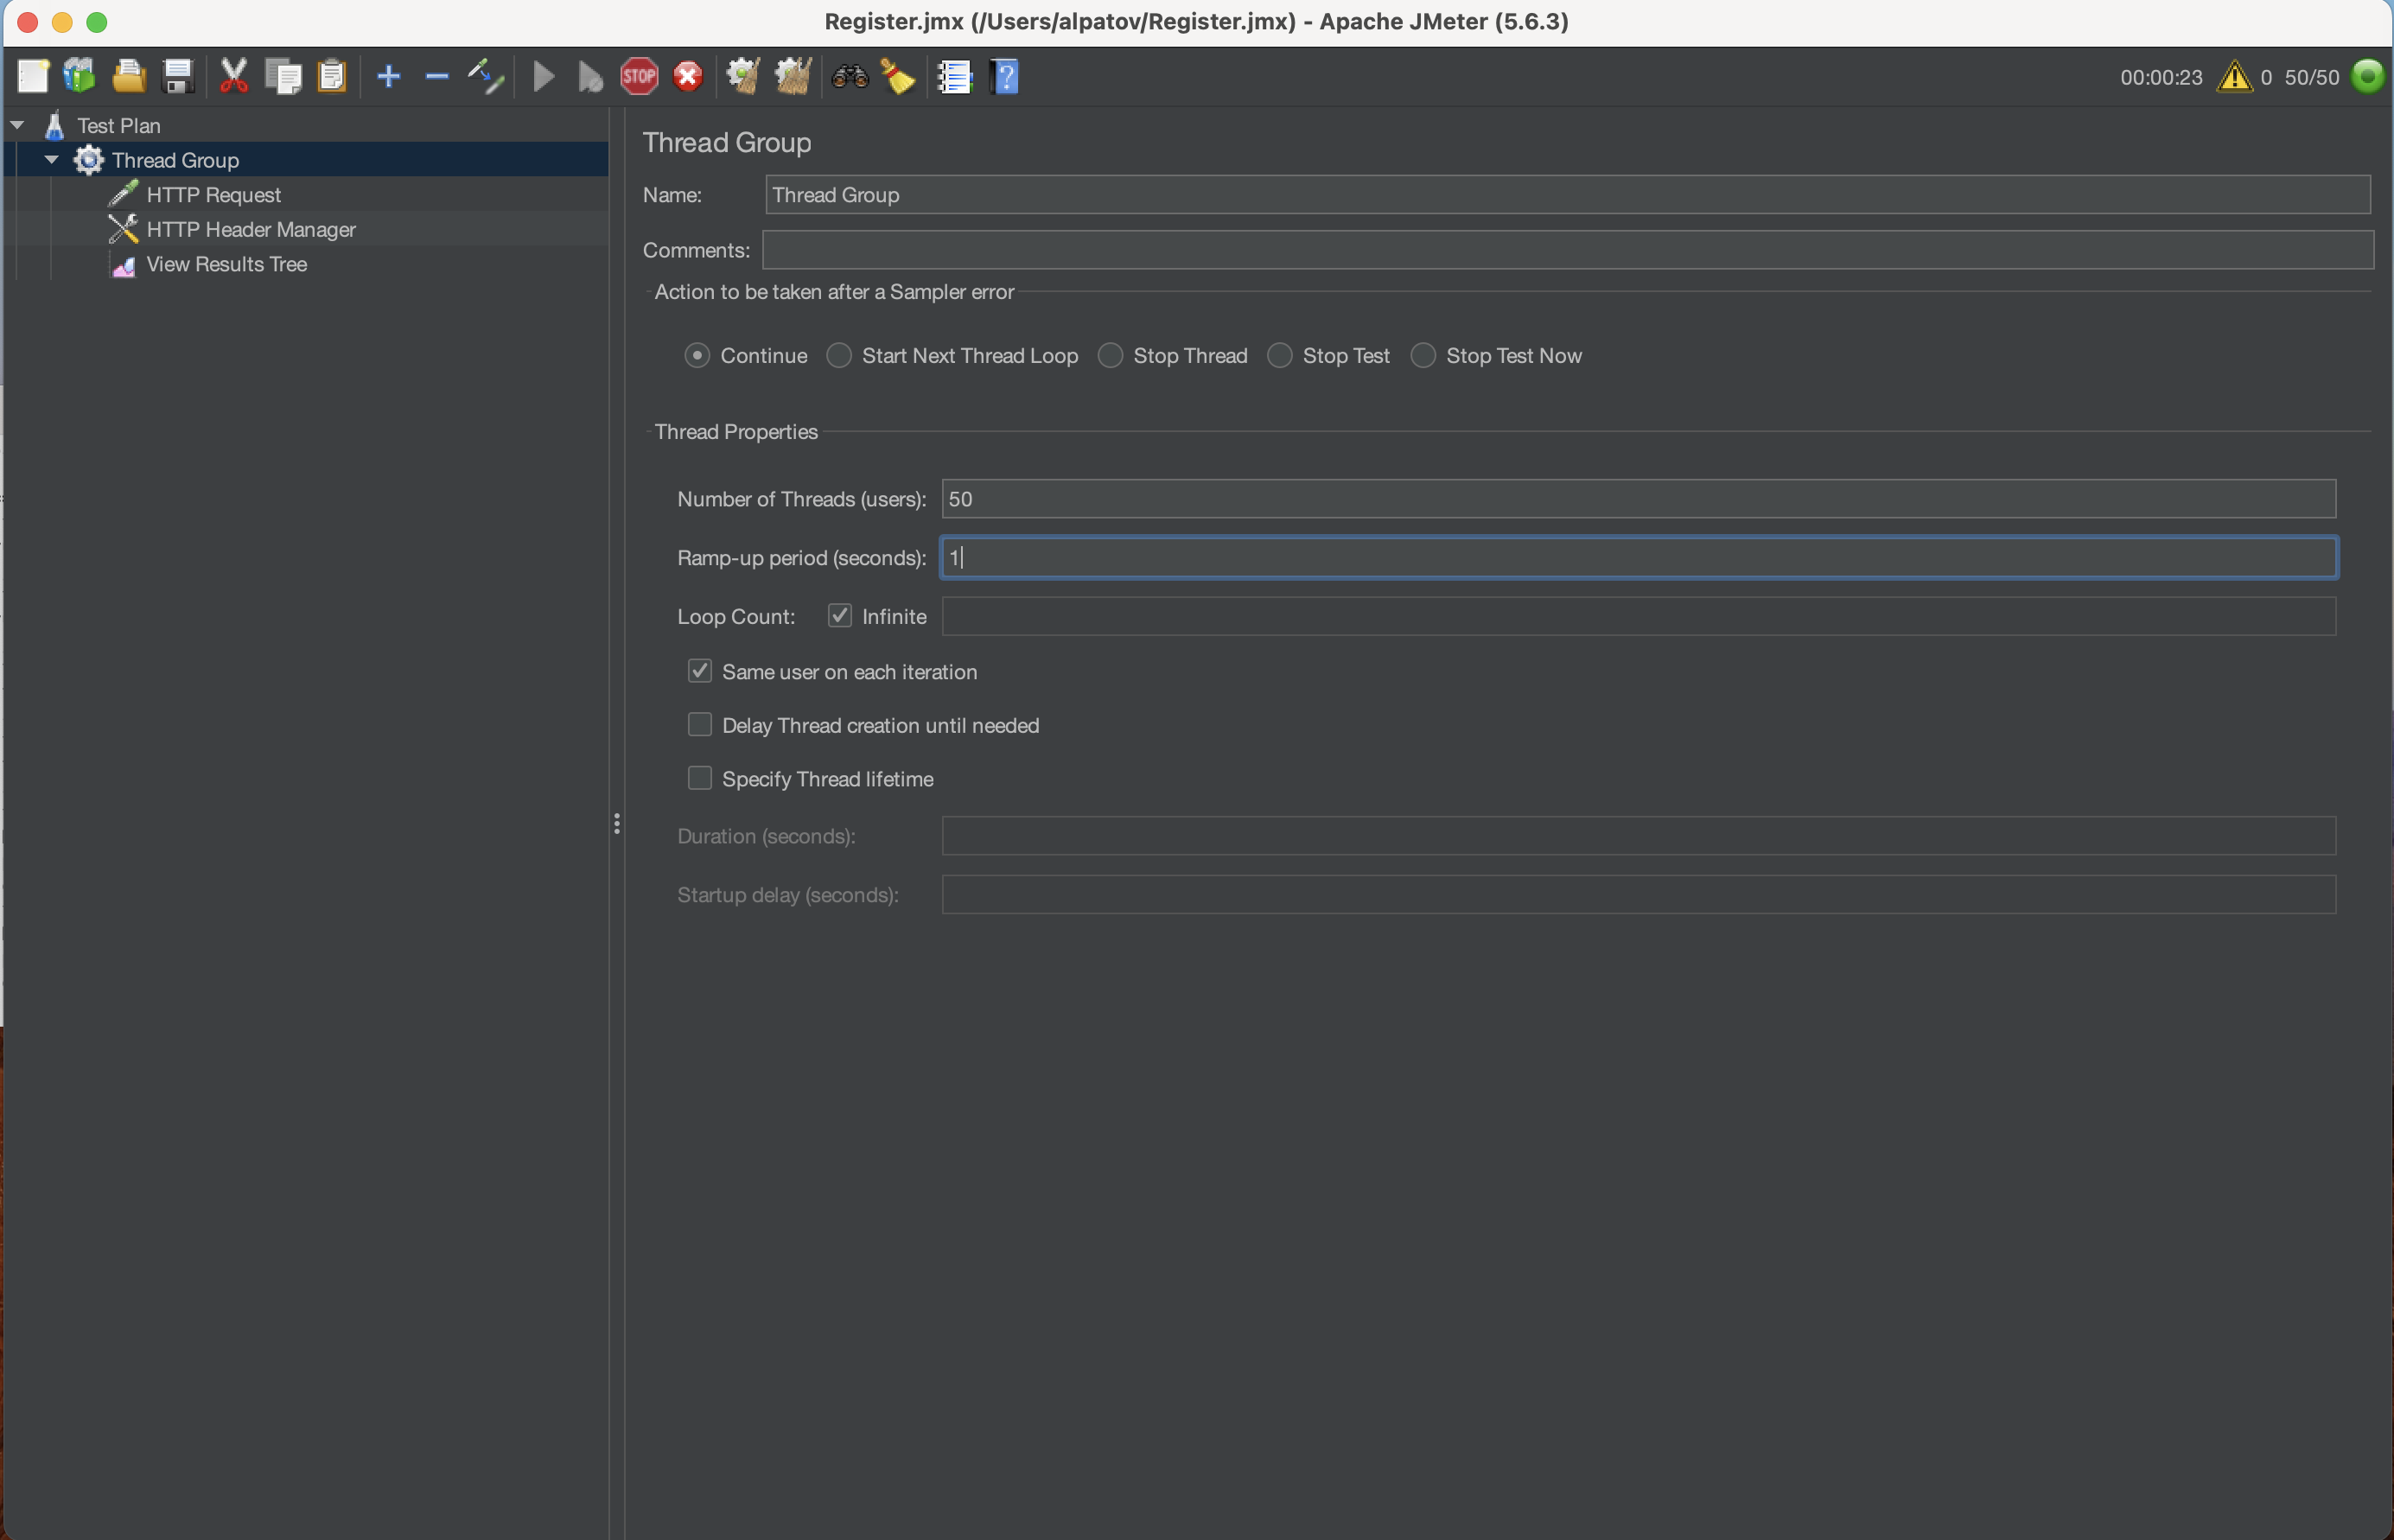 Register.jmx (/Users/alpatov/Register.jmx) - Apache JMeter (5.6.3)
STOP
?
00:00:23
0 50/50
Test Plan
Thread Group
HTTP Request
HTTP Header Manager
View Results Tree
Thread Group
Name: Thread Group
Comments:
Action to be taken after a Sampler error
Continue Start Next Thread Loop Stop Thread Stop Test Stop Test Now
Thread Properties
Number of Threads (users): 50
Ramp-up period (seconds): 1
Loop Count: Infinite
Same user on each iteration
Delay Thread creation until needed
Specify Thread lifetime
Duration (seconds):
Startup delay (seconds):